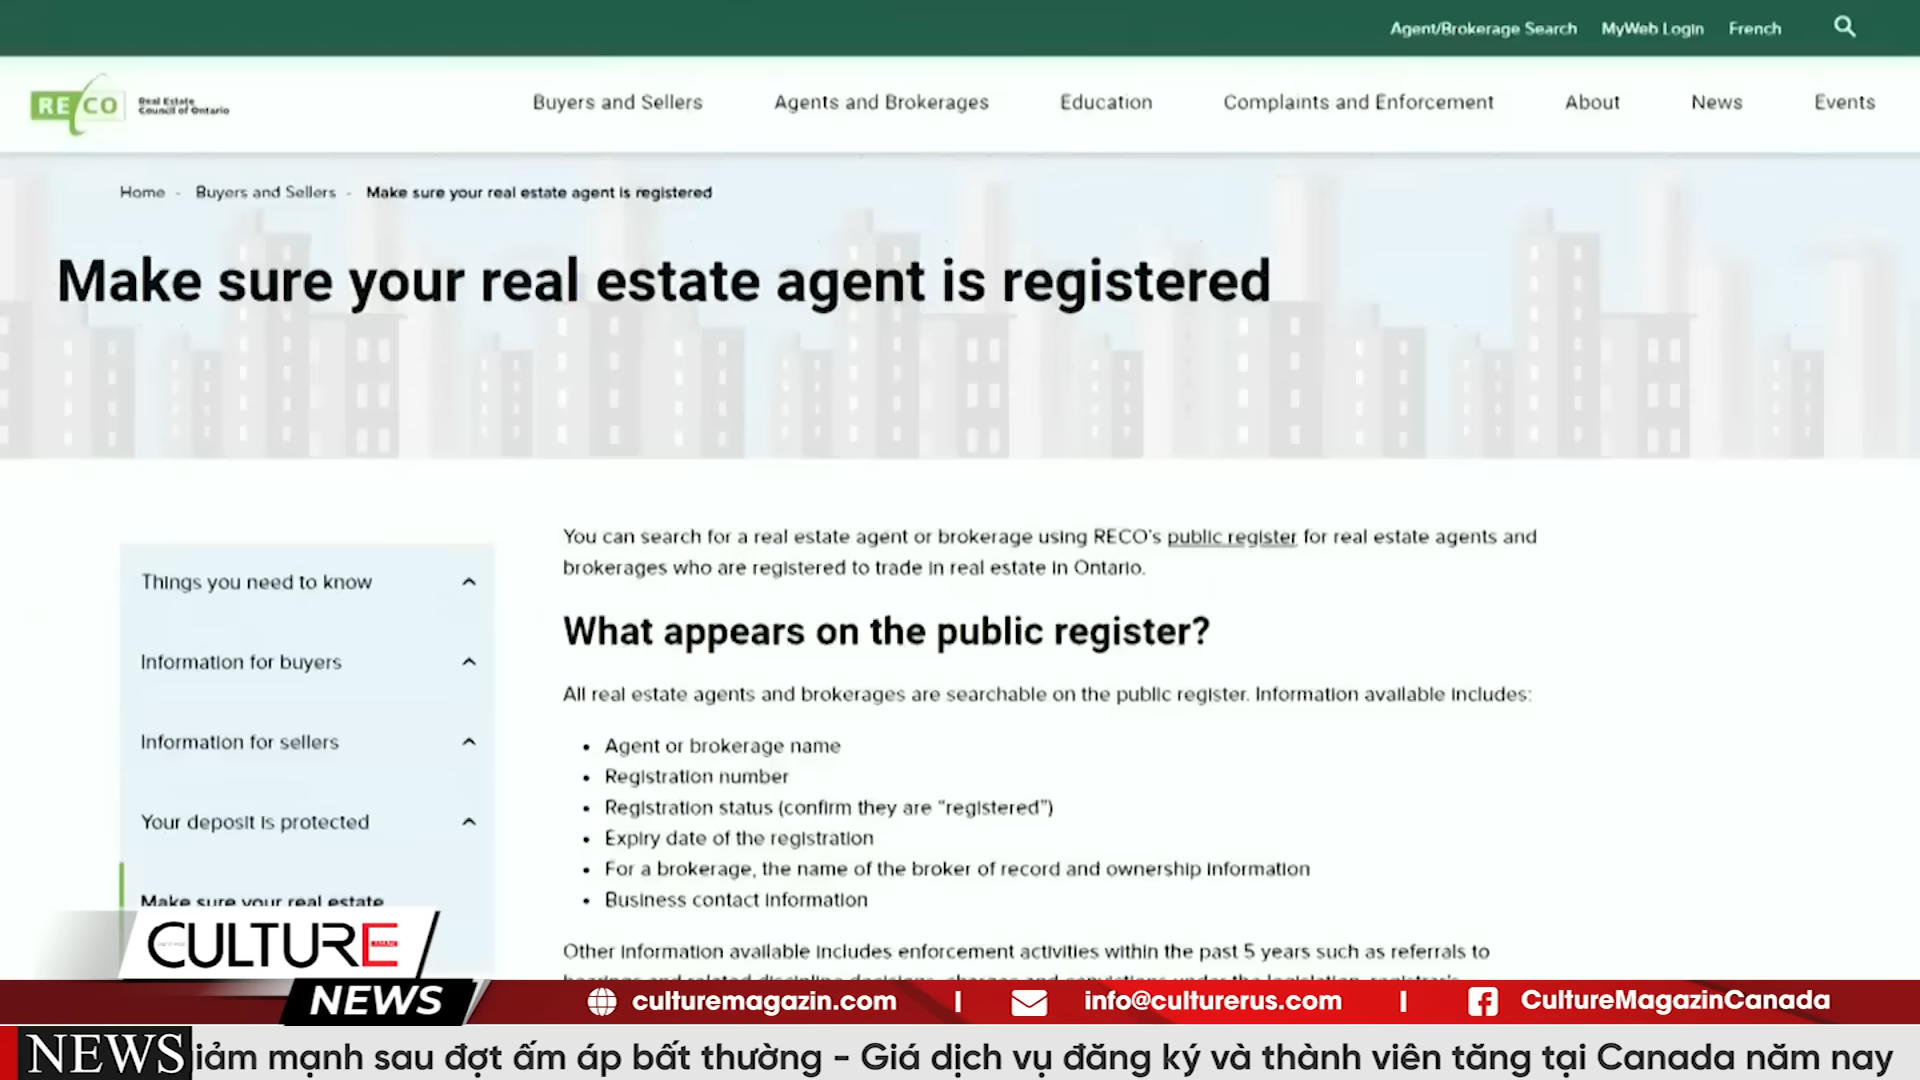 Agent/Brokerage Search MyWeb Login French
RECO Real Estate
Council of Ontario
Buyers and Sellers Agents and Brokerages Education Complaints and Enforcement About News Events
Home - Buyers and Sellers - Make sure your real estate agent is registered
Make sure your real estate agent is registered
Things you need to know
Information for buyers
Information for sellers
Your deposit is protected
Make sure your real estate
You can search for a real estate agent or brokerage using RECO's public register for real estate agents and
brokerages who are registered to trade in real estate in Ontario.
What appears on the public register?
All real estate agents and brokerages are searchable on the public register. Information available includes:
• Agent or brokerage name
• Registration number
• Registration status (confirm they are “registered”)
• Expiry date of the registration
• For a brokerage, the name of the broker of record and ownership information
• Business contact information
Other information available includes enforcement activities within the past 5 years such as referrals to
CULTURE
NEWS
culturemagazin.com | info@culturerus.com | CultureMagazinCanada
NEWS iảm mạnh sau đợt ấm áp bất thường - Giá dịch vụ đăng ký và thành viên tăng tại Canada năm nay